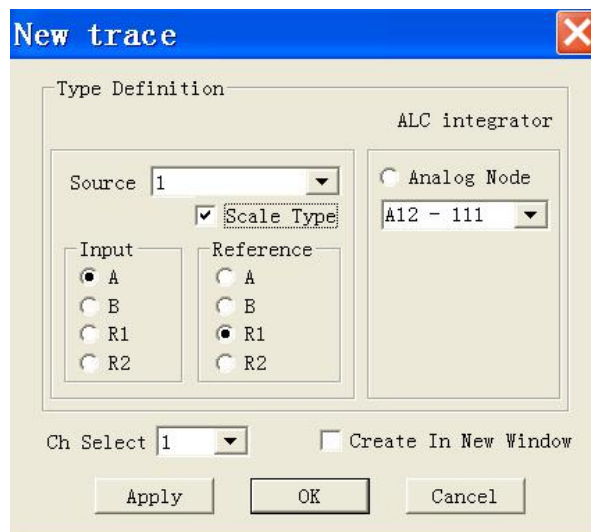 New trace
Type Definition
ALC integrator
Source 1
Scale Type
Analog Node
A12 - 111
Input
A
B
R1
R2
Reference
A
B
R1
R2
Ch Select 1
Create In New Window
Apply
OK
Cancel